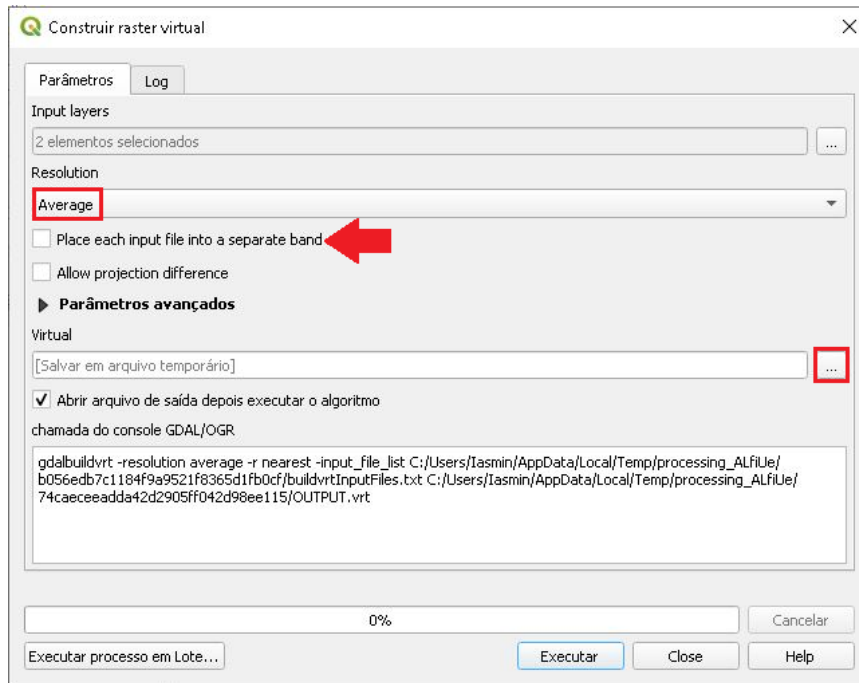 Construir raster virtual
Parâmetros
Log
Input layers
2 elementos selecionados
...
Resolution
Average
Place each input file into a separate band
Allow projection difference
Parâmetros avançados
Virtual
[Salvar em arquivo temporário]
...
Abrir arquivo de saída depois executar o algoritmo
chamada do console GDAL/OGR
gdalbuildvrt -resolution average -r nearest -input_file_list C:/Users/Iasmin/AppData/Local/Temp/processing_ALfiUe/
b056edb7c1184f9a9521f8365d1fb0cf/buildvrtInputFiles.txt C:/Users/Iasmin/AppData/Local/Temp/processing_ALfiUe/
74caeceeadda42d2905ff042d98ee115/OUTPUT.vrt
0%
Cancelar
Executar processo em Lote...
Executar
Close
Help